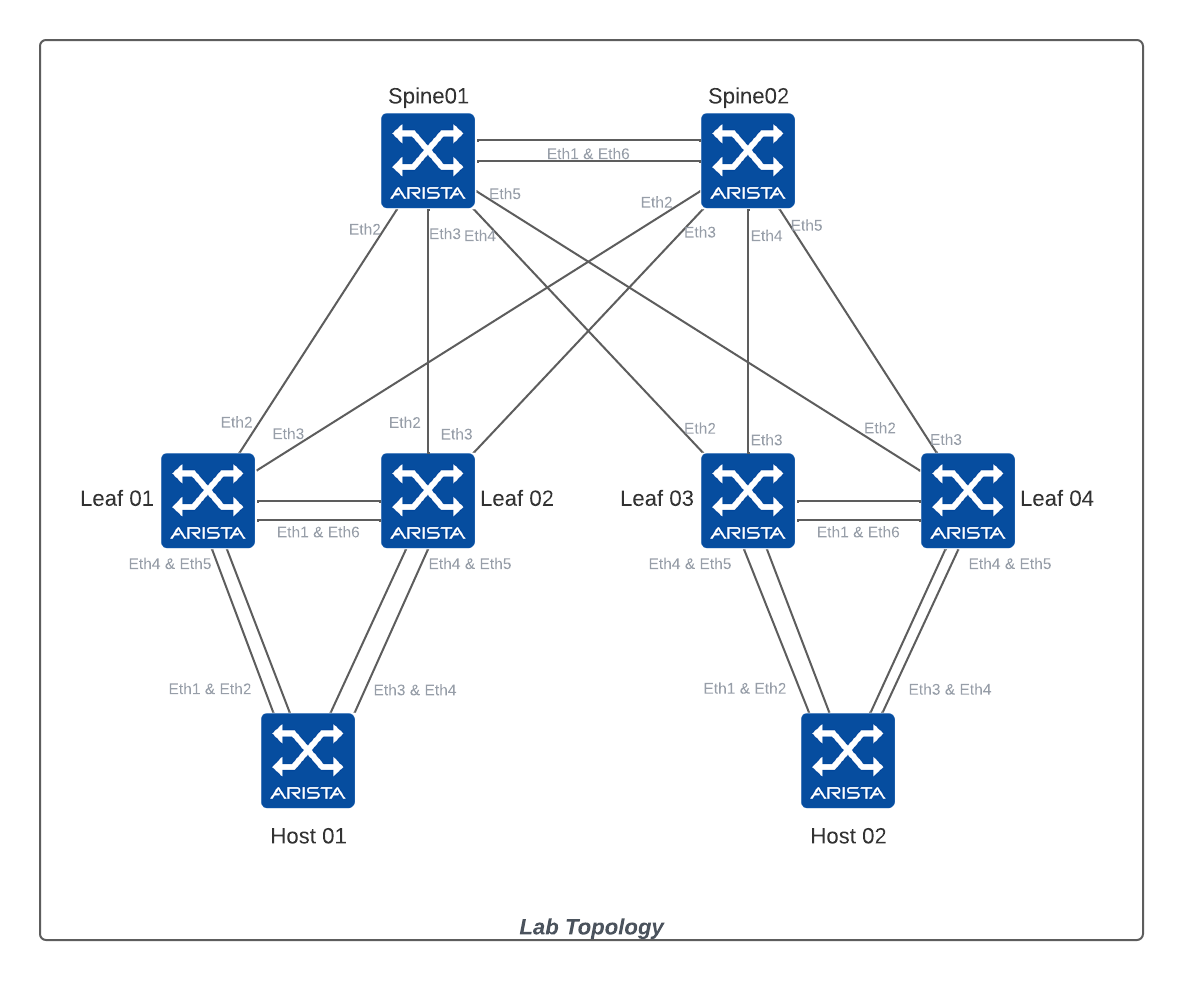 Spine01
Spine02
ARISTA
ARISTA
Eth1 & Eth6
Eth5
Eth2
Eth2
Eth3
Eth4
Eth3
Eth4
Eth5
Eth2
Eth3
Eth2
Eth3
Eth2
Eth3
Eth2
Eth3
Leaf 01
ARISTA
ARISTA
Leaf 02
Leaf 03
ARISTA
ARISTA
Leaf 04
Eth1 & Eth6
Eth1 & Eth6
Eth4 & Eth5
Eth4 & Eth5
Eth4 & Eth5
Eth4 & Eth5
Eth1 & Eth2
Eth3 & Eth4
Eth1 & Eth2
Eth3 & Eth4
ARISTA
ARISTA
Host 01
Host 02
Lab Topology